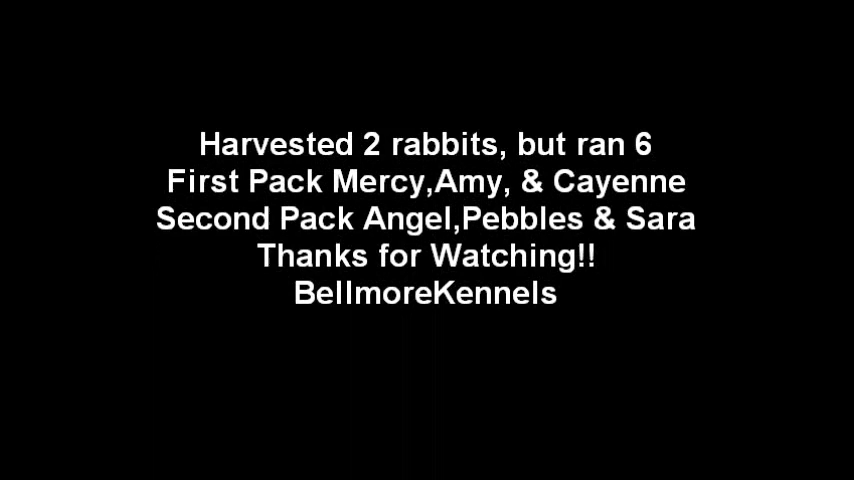 Harvested 2 rabbits, but ran 6
First Pack Mercy,Amy, & Cayenne
Second Pack Angel,Pebbles & Sara
Thanks for Watching!!
BellmoreKennels